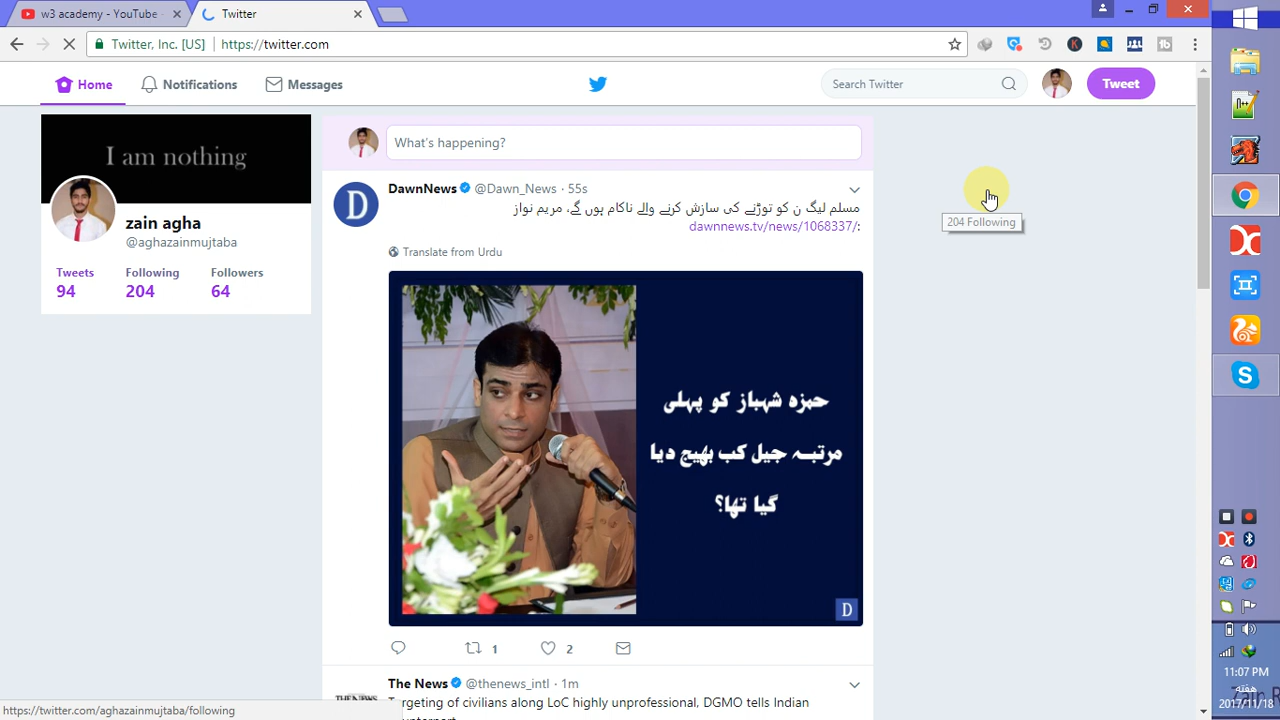 w3 academy - YouTube
Twitter
Twitter, Inc. [US] https://twitter.com
Home
Notifications
Messages
Search Twitter
Tweet
I am nothing
zain agha
@aghazainmujtaba
Tweets Following Followers
94 204 64
What's happening?
DawnNews @Dawn_News · 55s
مسلم لیگ ن کو توڑنے کی سازش کرنے والے ناکام ہوں گے، مریم نواز
dawnnews.tv/news/1068337/:
Translate from Urdu
حمزہ شہباز کو پہلی
مرتبہ جیل کب بھیج دیا
گیا تھا؟
D
D
1 2
The News @thenews_intl · 1m
Targeting of civilians along LoC highly unprofessional, DGMO tells Indian
THE NEWS
204 Following
https://twitter.com/aghazainmujtaba/following
11:07 PM
هفته
2017/11/18